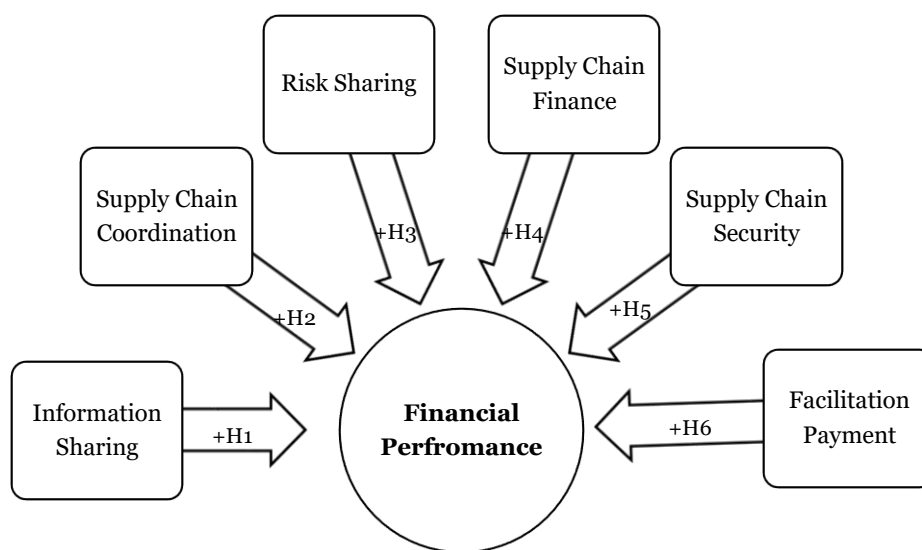 Risk Sharing
Supply Chain
Finance
Supply Chain
Coordination
Supply Chain
Security
+H3
+H4
+H2
+H5
Information
Sharing
+H1
Financial
Perfromance
+H6
Facilitation
Payment